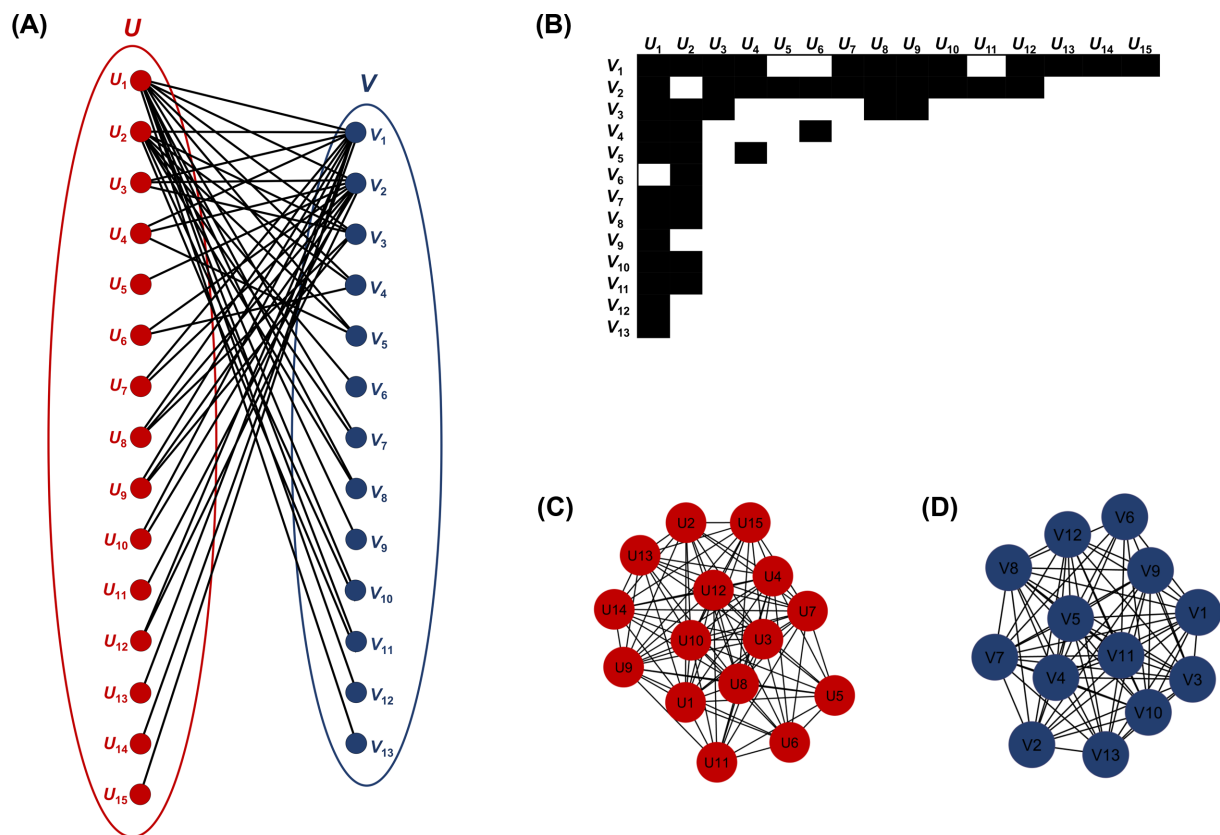 (A)
U
V
U1
U2
U3
U4
U5
U6
U7
U8
U9
U10
U11
U12
U13
U14
U15
V1
V2
V3
V4
V5
V6
V7
V8
V9
V10
V11
V12
V13
(B)
U1 U2 U3 U4 U5 U6 U7 U8 U9 U10 U11 U12 U13 U14 U15
V1
V2
V3
V4
V5
V6
V7
V8
V9
V10
V11
V12
V13
(C)
U2 U15
U13
U4
U12
U14 U7
U10 U3
U9
U8
U1 U5
U6
U11
(D)
V6
V12
V8 V9
V5 V1
V7 V11
V4 V3
V10
V2 V13